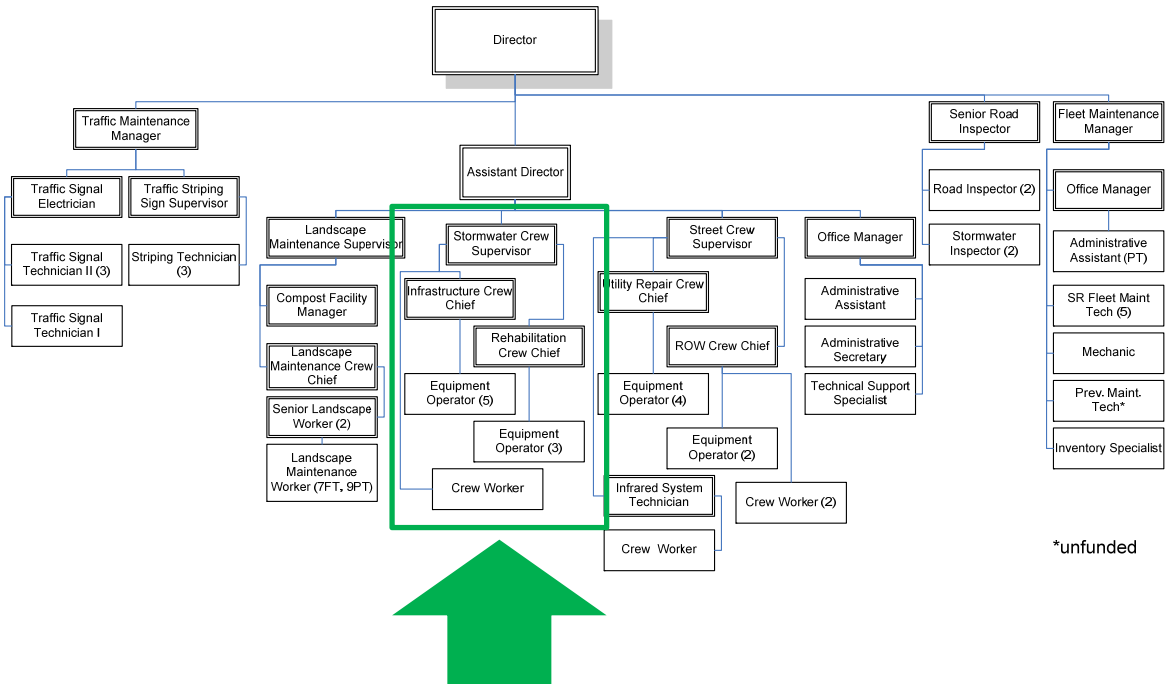 Director
Traffic Maintenance
Manager
Senior Road
Inspector
Fleet Maintenance
Manager
Assistant Director
Traffic Signal
Electrician
Traffic Striping
Sign Supervisor
Road Inspector (2)
Office Manager
Landscape
Maintenance Supervisor
Stormwater Crew
Supervisor
Street Crew
Supervisor
Office Manager
Stormwater
Inspector (2)
Administrative
Assistant (PT)
Traffic Signal
Technician II (3)
Striping Technician
(3)
Compost Facility
Manager
Infrastructure Crew
Chief
Utility Repair Crew
Chief
Administrative
Assistant
SR Fleet Maint
Tech (5)
Traffic Signal
Technician I
Rehabilitation
Crew Chief
ROW Crew Chief
Administrative
Secretary
Mechanic
Landscape
Maintenance Crew
Chief
Equipment
Operator (5)
Equipment
Operator (4)
Technical Support
Specialist
Prev. Maint.
Tech*
Senior Landscape
Worker (2)
Equipment
Operator (3)
Equipment
Operator (2)
Inventory Specialist
Landscape
Maintenance
Worker (7FT, 9PT)
Crew Worker
Infrared System
Technician
Crew Worker (2)
Crew Worker
*unfunded